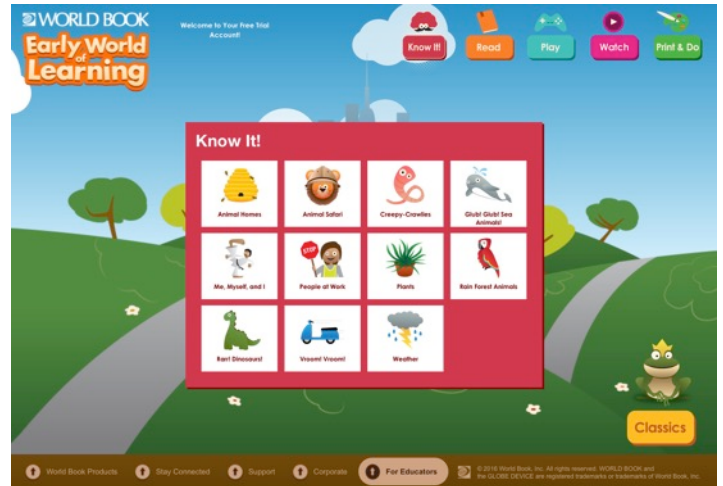 WORLD BOOK
Early World
of
Learning
Welcome to Your Free Trial
Account!
Know It!
Read
Play
Watch
Print & Do
Know It!
Animal Homes
Animal Safari
Creepy-Crawlies
Glub! Glub! Sea
Animals!
Me, Myself, and I
STOP
People at Work
Plants
Rain Forest Animals
Rarr! Dinosaurs!
Vroom! Vroom!
Weather
Classics
World Book Products
Stay Connected
Support
Corporate
For Educators
© 2016 World Book, Inc. All rights reserved. WORLD BOOK and
the GLOBE DEVICE are registered trademarks or trademarks of World Book, Inc.